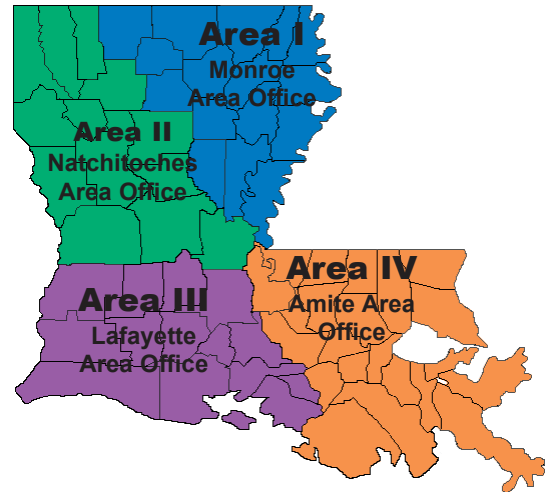 Area I
Monroe
Area Office
Area II
Natchitoches
Area Office
Area III
Lafayette
Area Office
Area IV
Amite Area
Office